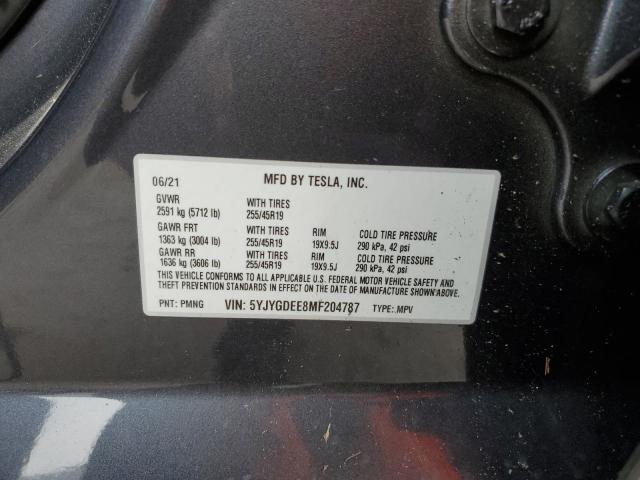 06/21 MFD BY TESLA, INC.
GVWR WITH TIRES
2591 kg (5712 lb) 255/45R19
GAWR FRT WITH TIRES RIM COLD TIRE PRESSURE
1363 kg (3004 lb) 255/45R19 19X9.5J 290 kPa, 42 psi
GAWR RR WITH TIRES RIM COLD TIRE PRESSURE
1636 kg (3606 lb) 255/45R19 19X9.5J 290 kPa, 42 psi
THIS VEHICLE CONFORMS TO ALL APPLICABLE U.S. FEDERAL MOTOR VEHICLE SAFETY AND
THEFT PREVENTION STANDARDS IN EFFECT ON THE DATE OF MANUFACTURE SHOWN ABOVE.
PNT: PMNG VIN: 5YJYGDEE8MF204787 TYPE: MPV